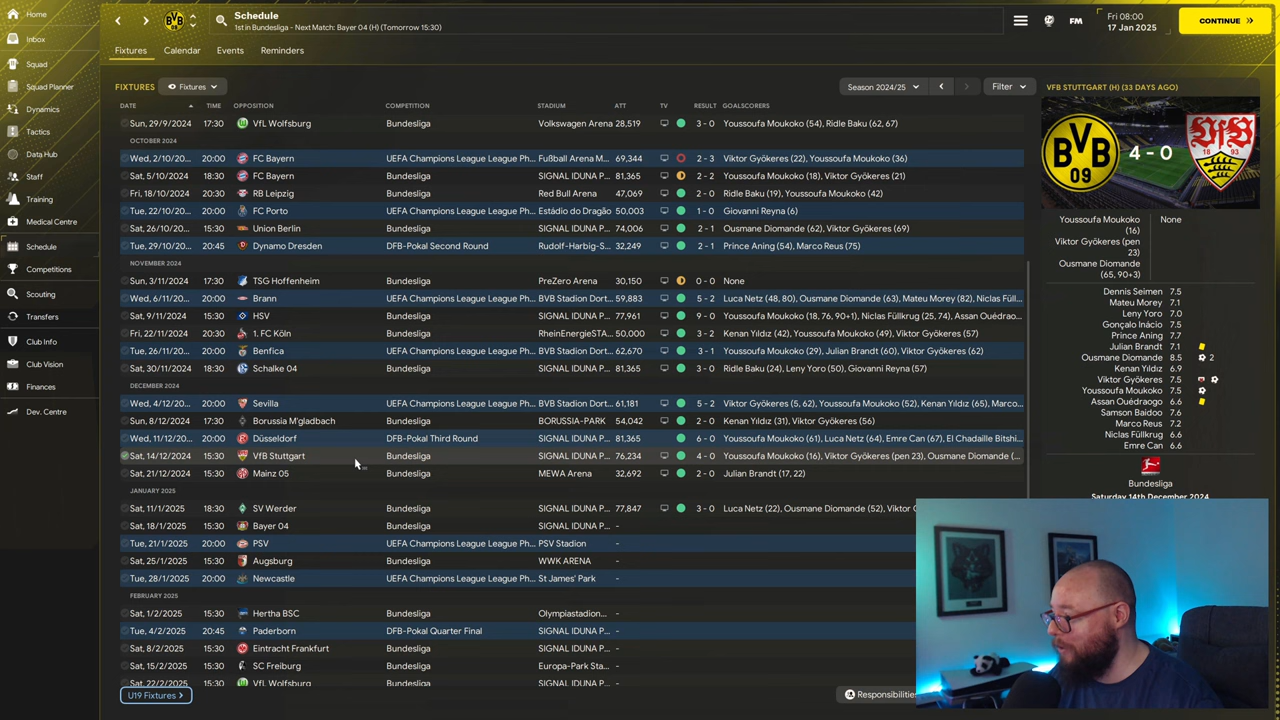 Home
Inbox
Squad
Squad Planner
Dynamics
Tactics
Data Hub
Staff
Training
Medical Centre
Schedule
Competitions
Scouting
Transfers
Club Info
Club Vision
Finances
Dev. Centre
Schedule
1st in Bundesliga - Next Match: Bayer 04 (H) (Tomorrow 15:30)
FM
Fri 08:00
17 Jan 2025
CONTINUE
Fixtures Calendar Events Reminders
FIXTURES Fixtures Season 2024/25 Filter
DATE TIME OPPOSITION COMPETITION STADIUM ATT TV RESULT GOALSCORERS
Sun, 29/9/2024 17:30 VfL Wolfsburg Bundesliga Volkswagen Arena 28,519 3 - 0 Youssoufa Moukoko (54), Ridle Baku (62, 67)
OCTOBER 2024
Wed, 2/10/20... 20:00 FC Bayern UEFA Champions League League Ph... Fußball Arena M... 69,344 2 - 3 Viktor Gyökeres (22), Youssoufa Moukoko (36)
Sat, 5/10/2024 18:30 FC Bayern Bundesliga SIGNAL IDUNA P... 81,365 2 - 2 Youssoufa Moukoko (18), Viktor Gyökeres (21)
Fri, 18/10/2024 20:30 RB Leipzig Bundesliga Red Bull Arena 47,069 2 - 0 Ridle Baku (19), Youssoufa Moukoko (42)
Tue, 22/10/20... 20:00 FC Porto UEFA Champions League League Ph... Estádio do Dragão 50,003 1 - 0 Giovanni Reyna (6)
Sat, 26/10/20... 15:30 Union Berlin Bundesliga SIGNAL IDUNA P... 74,006 2 - 1 Ousmane Diomande (62), Viktor Gyökeres (69)
Tue, 29/10/20... 20:45 Dynamo Dresden DFB-Pokal Second Round Rudolf-Harbig-S... 32,249 2 - 1 Prince Aning (54), Marco Reus (75)
NOVEMBER 2024
Sun, 3/11/2024 17:30 TSG Hoffenheim Bundesliga PreZero Arena 30,150 0 - 0 None
Wed, 6/11/20... 20:00 Brann UEFA Champions League League Ph... BVB Stadion Dort... 59,883 5 - 2 Luca Netz (48, 80), Ousmane Diomande (63), Mateu Morey (82), Niclas Füll...
Sat, 9/11/2024 15:30 HSV Bundesliga SIGNAL IDUNA P... 77,961 9 - 0 Youssoufa Moukoko (18, 76, 90+1), Niclas Füllkrug (25, 74), Assan Ouédrao...
Fri, 22/11/2024 20:30 1. FC Köln Bundesliga RheinEnergieSTA... 50,000 3 - 2 Kenan Yıldız (42), Youssoufa Moukoko (49), Viktor Gyökeres (57)
Tue, 26/11/20... 20:00 Benfica UEFA Champions League League Ph... BVB Stadion Dort... 62,670 3 - 1 Youssoufa Moukoko (29), Julian Brandt (60), Viktor Gyökeres (62)
Sat, 30/11/2024 18:30 Schalke 04 Bundesliga SIGNAL IDUNA P... 81,365 3 - 0 Ridle Baku (24), Leny Yoro (50), Giovanni Reyna (57)
DECEMBER 2024
Wed, 4/12/20... 20:00 Sevilla UEFA Champions League League Ph... BVB Stadion Dort... 61,181 5 - 2 Viktor Gyökeres (5, 62), Youssoufa Moukoko (52), Kenan Yıldız (65), Marco...
Sun, 8/12/2024 17:30 Borussia M'gladbach Bundesliga BORUSSIA-PARK 54,042 2 - 0 Kenan Yıldız (31), Viktor Gyökeres (56)
Wed, 11/12/20... 20:00 Düsseldorf DFB-Pokal Third Round SIGNAL IDUNA P... 81,365 6 - 0 Youssoufa Moukoko (61), Luca Netz (64), Emre Can (67), El Chadaille Bitshi...
Sat, 14/12/2024 15:30 VfB Stuttgart Bundesliga SIGNAL IDUNA P... 76,234 4 - 0 Youssoufa Moukoko (16), Viktor Gyökeres (pen 23), Ousmane Diomande (...
Sat, 21/12/2024 15:30 Mainz 05 Bundesliga MEWA Arena 32,692 2 - 0 Julian Brandt (17, 22)
JANUARY 2025
Sat, 11/1/2025 18:30 SV Werder Bundesliga SIGNAL IDUNA P... 77,847 3 - 0 Luca Netz (22), Ousmane Diomande (52), Vikt
Sat, 18/1/2025 15:30 Bayer 04 Bundesliga SIGNAL IDUNA P... -
Tue, 21/1/2025 20:00 PSV UEFA Champions League League Ph... PSV Stadion -
Sat, 25/1/2025 15:30 Augsburg Bundesliga WWK ARENA -
Tue, 28/1/2025 20:00 Newcastle UEFA Champions League League Ph... St James' Park -
FEBRUARY 2025
Sat, 1/2/2025 15:30 Hertha BSC Bundesliga Olympiastadion... -
Tue, 4/2/2025 20:45 Paderborn DFB-Pokal Quarter Final SIGNAL IDUNA P... -
Sat, 8/2/2025 15:30 Eintracht Frankfurt Bundesliga SIGNAL IDUNA P... -
Sat, 15/2/2025 15:30 SC Freiburg Bundesliga Europa-Park Sta... -
Sat, 22/2/2025 15:30 VfL Wolfsburg Bundesliga SIGNAL IDUNA P... -
U19 Fixtures
Responsibilities
VFB STUTTGART (H) (33 DAYS AGO)
BVB
09
4 - 0
18 93
Youssoufa Moukoko
(16)
Viktor Gyökeres (pen
23)
Ousmane Diomande
(65, 90+3)
None
Dennis Seimen 7.5
Mateu Morey 7.1
Leny Yoro 7.0
Gonçalo Inácio 7.5
Prince Aning 7.7
Julian Brandt 7.1
Ousmane Diomande 8.5 2
Kenan Yıldız 6.9
Viktor Gyökeres 7.5
Youssoufa Moukoko 7.5
Assan Ouédraogo 6.6
Samson Baidoo 7.6
Marco Reus 7.2
Niclas Füllkrug 6.6
Emre Can 6.6
Bundesliga
Saturday 14th December 2024